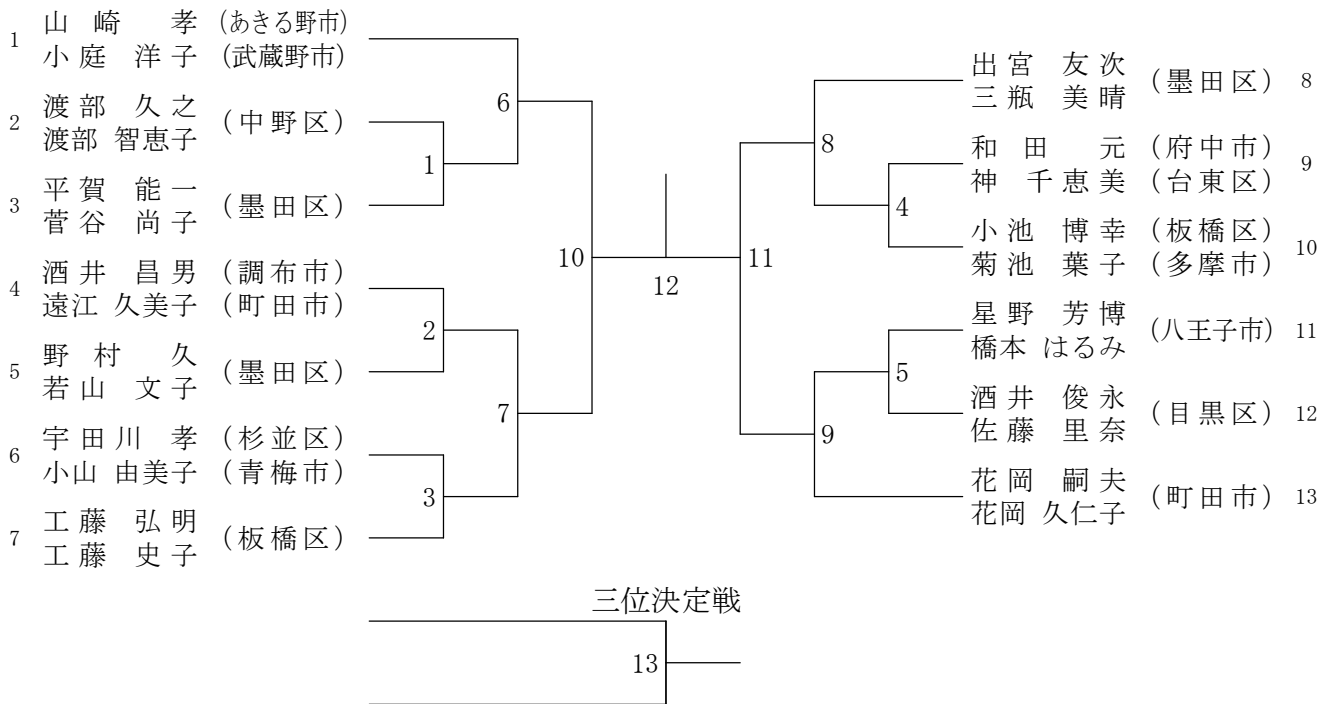 1 山崎 孝 (あきる野市)
小庭 洋子 (武蔵野市)
2 渡部 久之 (中野区)
渡部 智恵子
3 平賀 能一 (墨田区)
菅谷 尚子
4 酒井 昌男 (調布市)
遠江 久美子 (町田市)
5 野村 久 (墨田区)
若山 文子
6 宇田川 孝 (杉並区)
小山 由美子 (青梅市)
7 工藤 弘明 (板橋区)
工藤 史子
6
1
10
2
7
3
12
11
8
4
5
9
出宮 友次 (墨田区) 8
三瓶 美晴
和田 元 (府中市) 9
神 千恵美 (台東区)
小池 博幸 (板橋区) 10
菊池 葉子 (多摩市)
星野 芳博 (八王子市) 11
橋本 はるみ
酒井 俊永 (目黒区) 12
佐藤 里奈
花岡 嗣夫 (町田市) 13
花岡 久仁子
三位決定戦
13